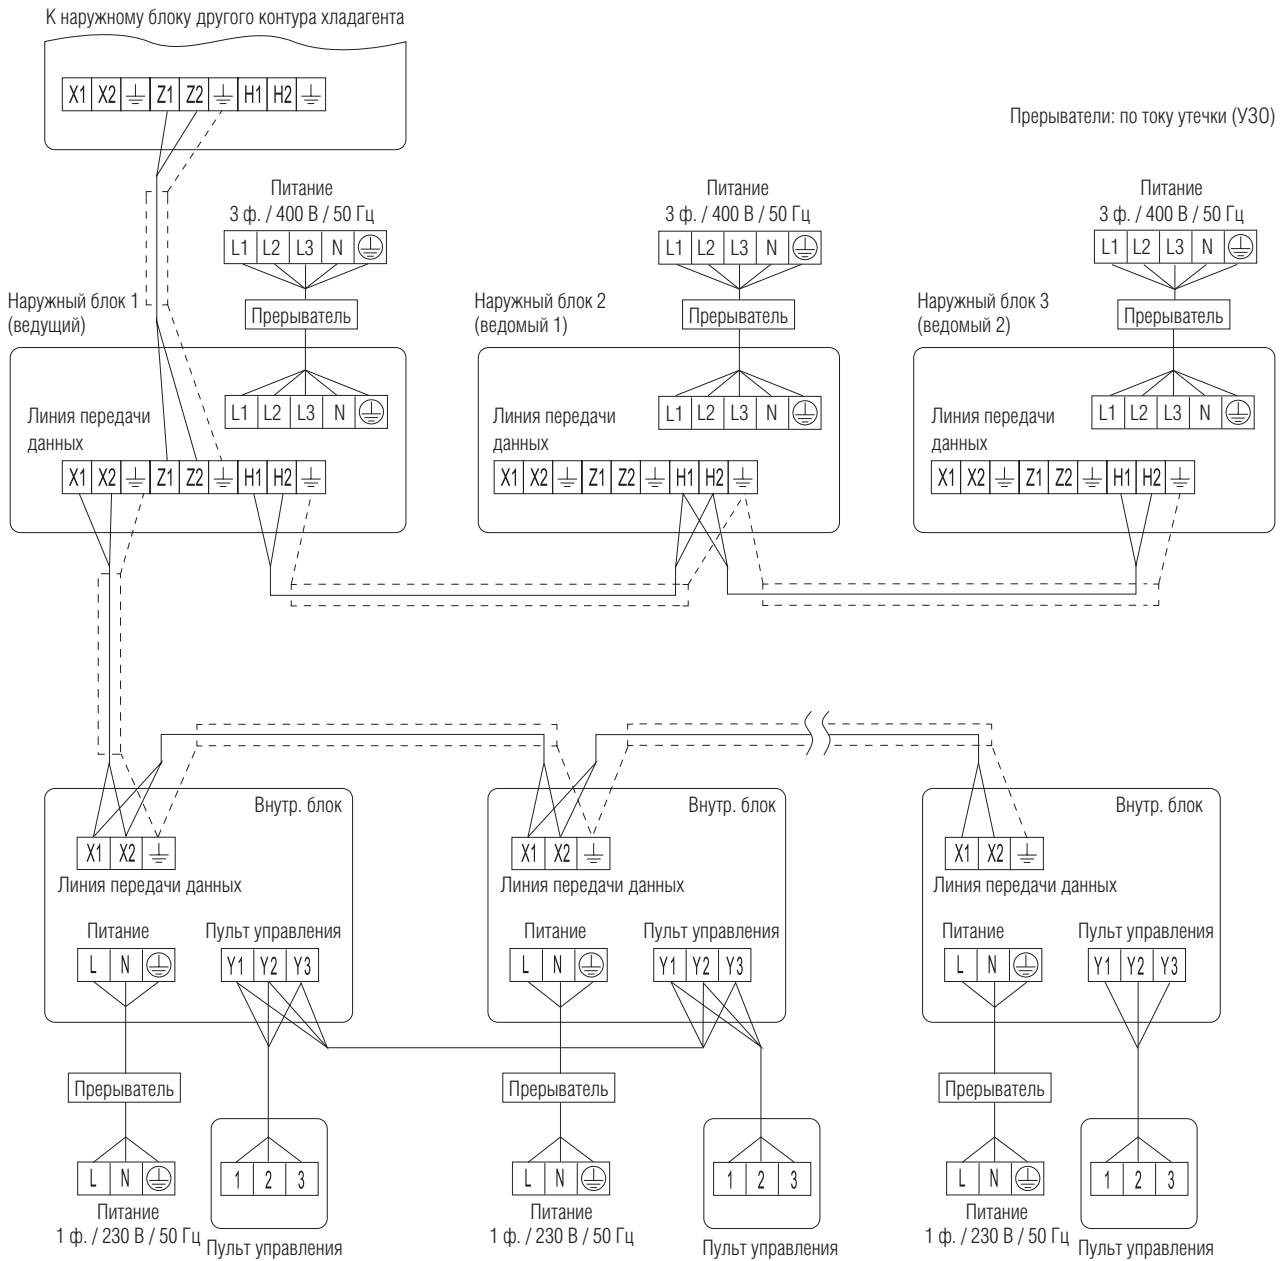 К наружному блоку другого контура хладагента
X1 X2 Z1 Z2 H1 H2
Прерыватели: по току утечки (УЗО)
Питание
3 ф. / 400 В / 50 Гц
L1 L2 L3 N
Прерыватель
Питание
3 ф. / 400 В / 50 Гц
L1 L2 L3 N
Прерыватель
Питание
3 ф. / 400 В / 50 Гц
L1 L2 L3 N
Прерыватель
Наружный блок 1
(ведущий)
L1 L2 L3 N
Линия передачи
данных
X1 X2 Z1 Z2 H1 H2
Наружный блок 2
(ведомый 1)
L1 L2 L3 N
Линия передачи
данных
X1 X2 Z1 Z2 H1 H2
Наружный блок 3
(ведомый 2)
L1 L2 L3 N
Линия передачи
данных
X1 X2 Z1 Z2 H1 H2
Внутр. блок
X1 X2
Линия передачи данных
Питание
L N
Пульт управления
Y1 Y2 Y3
Прерыватель
L N
Питание
1 ф. / 230 В / 50 Гц
1 2 3
Пульт управления
Внутр. блок
X1 X2
Линия передачи данных
Питание
L N
Пульт управления
Y1 Y2 Y3
Прерыватель
L N
Питание
1 ф. / 230 В / 50 Гц
1 2 3
Пульт управления
Внутр. блок
X1 X2
Линия передачи данных
Питание
L N
Пульт управления
Y1 Y2 Y3
Прерыватель
L N
Питание
1 ф. / 230 В / 50 Гц
1 2 3
Пульт управления